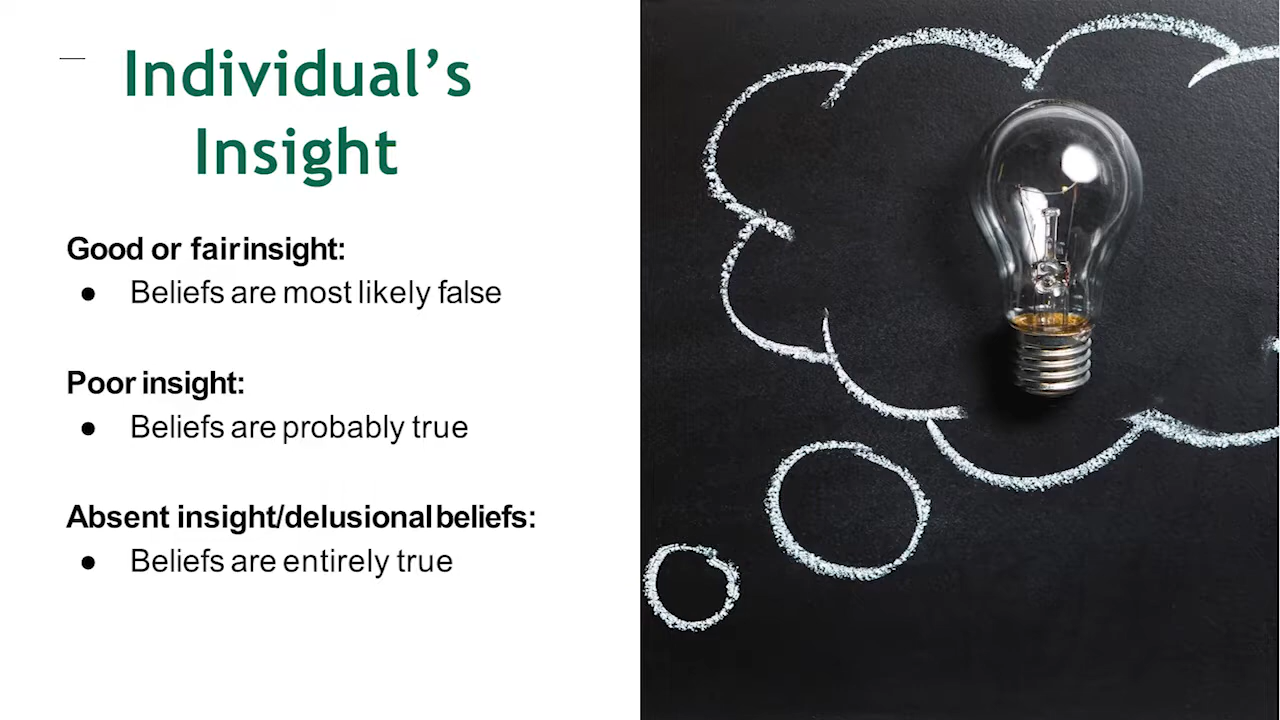 Individual’s
Insight
Good or fair insight:
● Beliefs are most likely false
Poor insight:
● Beliefs are probably true
Absent insight/delusional beliefs:
● Beliefs are entirely true